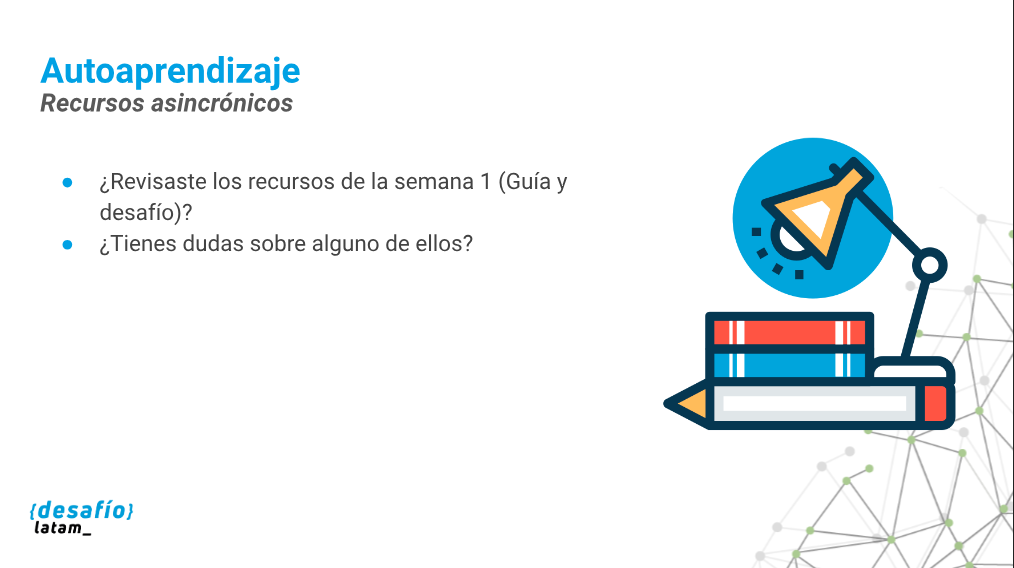 Autoaprendizaje
Recursos asincrónicos
● ¿Revisaste los recursos de la semana 1 (Guía y
desafío)?
● ¿Tienes dudas sobre alguno de ellos?
{desafío}
latam_